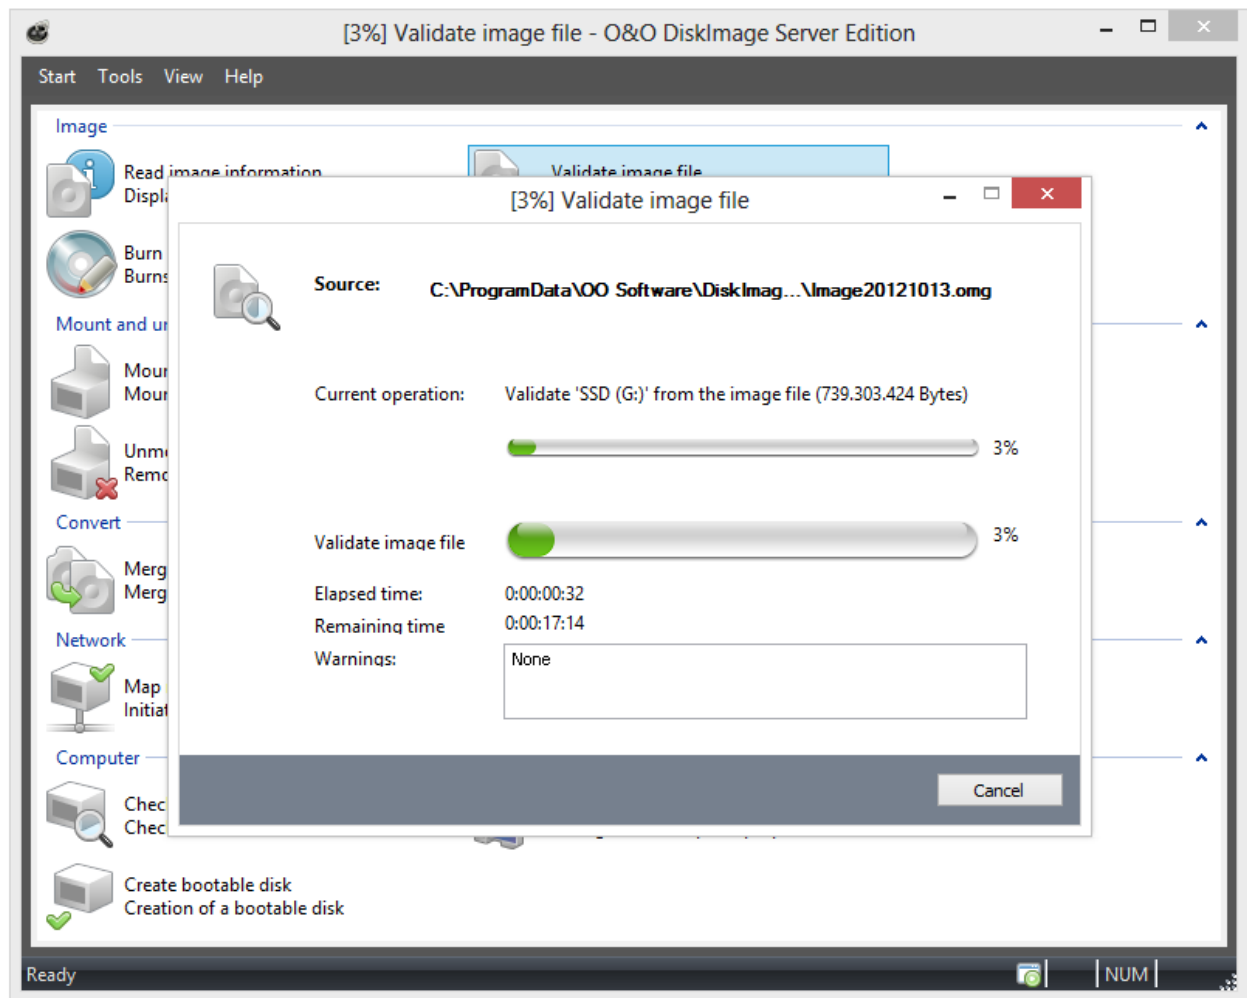 [3%] Validate image file - O&O DiskImage Server Edition
Start Tools View Help
Image
Read image information
Validate image file
[3%] Validate image file
Burn
Burns
Source: C:\ProgramData\OO Software\DiskImag...\Image20121013.omg
Mount and
Current operation: Validate 'SSD (G:)' from the image file (739.303.424 Bytes)
3%
Convert
Validate image file 3%
Elapsed time: 0:00:00:32
Remaining time 0:00:17:14
Network
Warnings: None
Map
Computer
Cancel
Create bootable disk
Creation of a bootable disk
Ready NUM